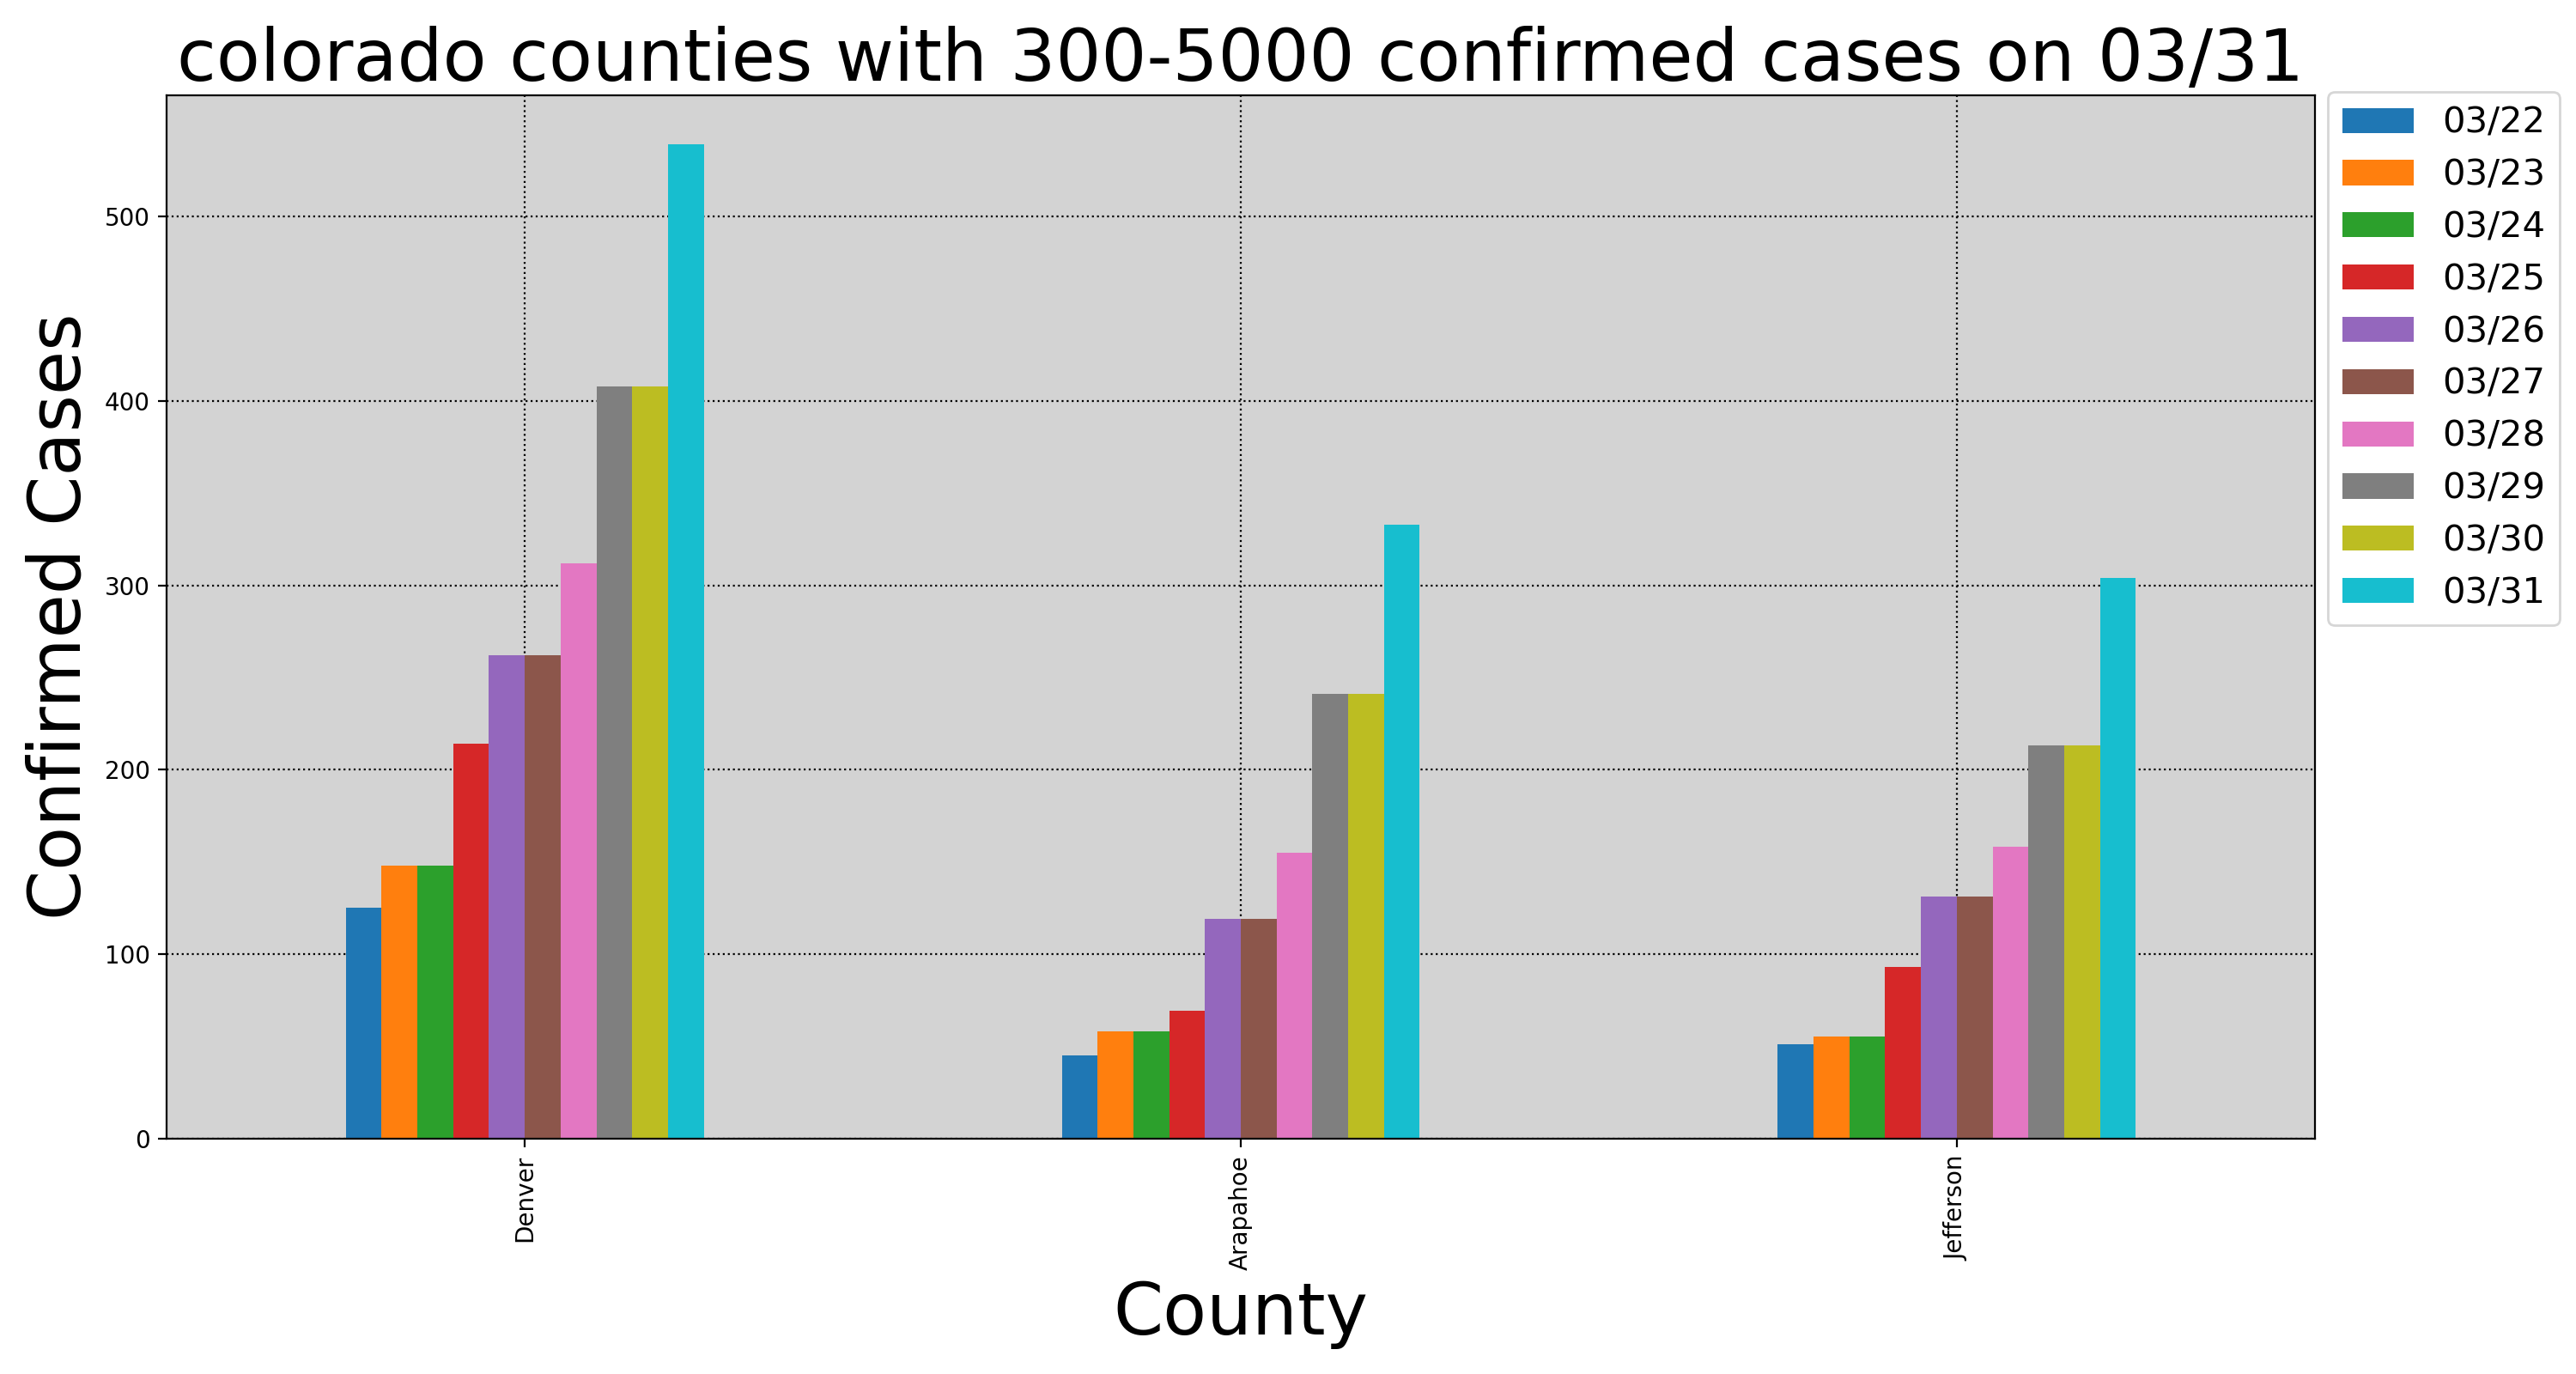 colorado counties with 300-5000 confirmed cases on 03/31
Confirmed Cases
500
400
300
200
100
0
Denver
Arapahoe
Jefferson
County
03/22
03/23
03/24
03/25
03/26
03/27
03/28
03/29
03/30
03/31